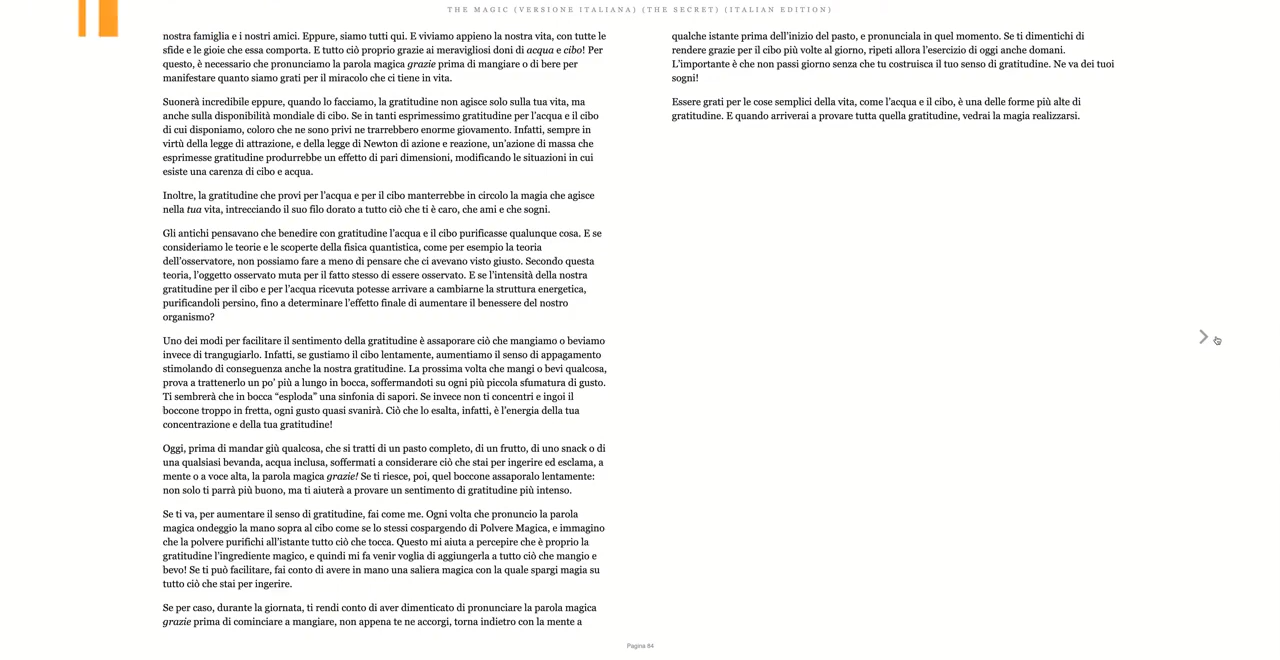 THE MAGIC (VERSIONE ITALIANA) (THE SECRET) (ITALIAN EDITION)
nostra famiglia e i nostri amici. Eppure, siamo tutti qui. E viviamo appieno la nostra vita, con tutte le
sfide e le gioie che essa comporta. E tutto ciò proprio grazie ai meravigliosi doni di acqua e cibo! Per
questo, è necessario che pronunciamo la parola magica grazie prima di mangiare o di bere per
manifestare quanto siamo grati per il miracolo che ci tiene in vita.
Suonerà incredibile eppure, quando lo facciamo, la gratitudine non agisce solo sulla tua vita, ma
anche sulla disponibilità mondiale di cibo. Se in tanti esprimessimo gratitudine per l'acqua e il cibo
di cui disponiamo, coloro che ne sono privi ne trarrebbero enorme giovamento. Infatti, sempre in
virtù della legge di attrazione, e della legge di Newton di azione e reazione, un'azione di massa che
esprimesse gratitudine produrrebbe un effetto di pari dimensioni, modificando le situazioni in cui
esiste una carenza di cibo e acqua.
Inoltre, la gratitudine che provi per l'acqua e per il cibo manterrebbe in circolo la magia che agisce
nella tua vita, intrecciando il suo filo dorato a tutto ciò che ti è caro, che ami e che sogni.
Gli antichi pensavano che benedire con gratitudine l'acqua e il cibo purificasse qualunque cosa. E se
consideriamo le teorie e le scoperte della fisica quantistica, come per esempio la teoria
dell'osservatore, non possiamo fare a meno di pensare che ci avevano visto giusto. Secondo questa
teoria, l'oggetto osservato muta per il fatto stesso di essere osservato. E se l'intensità della nostra
gratitudine per il cibo e per l'acqua ricevuta potesse arrivare a cambiarne la struttura energetica,
purificandoli persino, fino a determinare l'effetto finale di aumentare il benessere del nostro
organismo?
Uno dei modi per facilitare il sentimento della gratitudine è assaporare ciò che mangiamo o beviamo
invece di trangugiarlo. Infatti, se gustiamo il cibo lentamente, aumentiamo il senso di appagamento
stimolando di conseguenza anche la nostra gratitudine. La prossima volta che mangi o bevi qualcosa,
prova a trattenerlo un po' più a lungo in bocca, soffermandoti su ogni più piccola sfumatura di gusto.
Ti sembrerà che in bocca “esploda” una sinfonia di sapori. Se invece non ti concentri e ingoi il
boccone troppo in fretta, ogni gusto quasi svanirà. Ciò che lo esalta, infatti, è l'energia della tua
concentrazione e della tua gratitudine!
Oggi, prima di mandar giù qualcosa, che si tratti di un pasto completo, di un frutto, di uno snack o di
una qualsiasi bevanda, acqua inclusa, soffermati a considerare ciò che stai per ingerire ed esclama, a
mente o a voce alta, la parola magica grazie! Se ti riesce, poi, quel boccone assaporalo lentamente:
non solo ti parrà più buono, ma ti aiuterà a provare un sentimento di gratitudine più intenso.
Se ti va, per aumentare il senso di gratitudine, fai come me. Ogni volta che pronuncio la parola
magica ondeggio la mano sopra al cibo come se lo stessi cospargendo di Polvere Magica, e immagino
che la polvere purifichi all'istante tutto ciò che tocca. Questo mi aiuta a percepire che è proprio la
gratitudine l'ingrediente magico, e quindi mi fa venir voglia di aggiungerla a tutto ciò che mangio e
bevo! Se ti può facilitare, fai conto di avere in mano una saliera magica con la quale spargi magia su
tutto ciò che stai per ingerire.
Se per caso, durante la giornata, ti rendi conto di aver dimenticato di pronunciare la parola magica
grazie prima di cominciare a mangiare, non appena te ne accorgi, torna indietro con la mente a
qualche istante prima dell'inizio del pasto, e pronunciala in quel momento. Se ti dimentichi di
rendere grazie per il cibo più volte al giorno, ripeti allora l'esercizio di oggi anche domani.
L'importante è che non passi giorno senza che tu costruisca il tuo senso di gratitudine. Ne va dei tuoi
sogni!
Essere grati per le cose semplici della vita, come l'acqua e il cibo, è una delle forme più alte di
gratitudine. E quando arriverai a provare tutta quella gratitudine, vedrai la magia realizzarsi.
Pagina 84